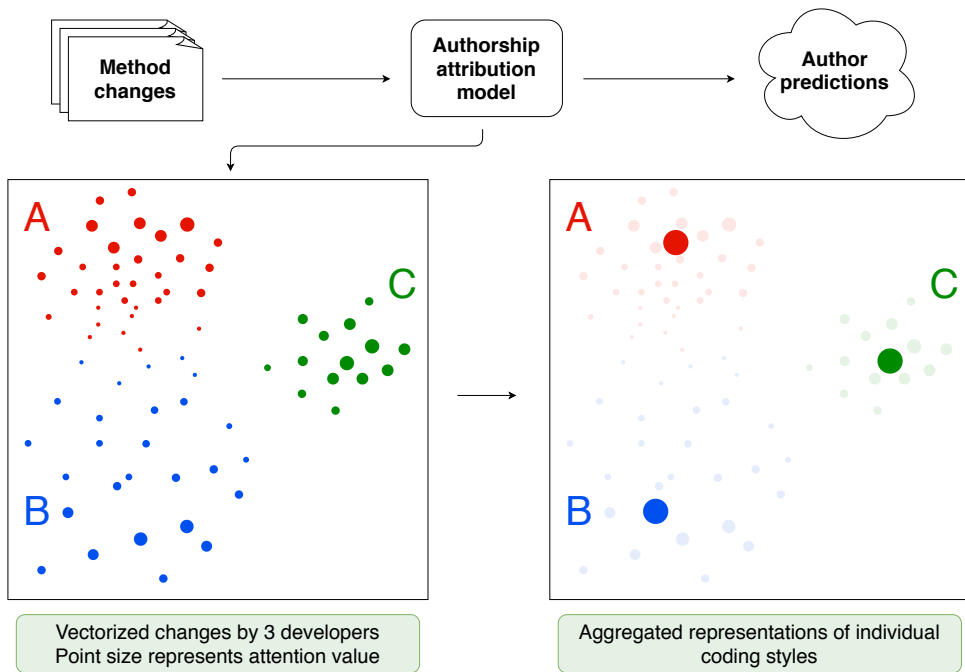 Method
changes
Authorship
attribution
model
Author
predictions
A
C
B
A
C
B
Vectorized changes by 3 developers
Point size represents attention value
Aggregated representations of individual
coding styles